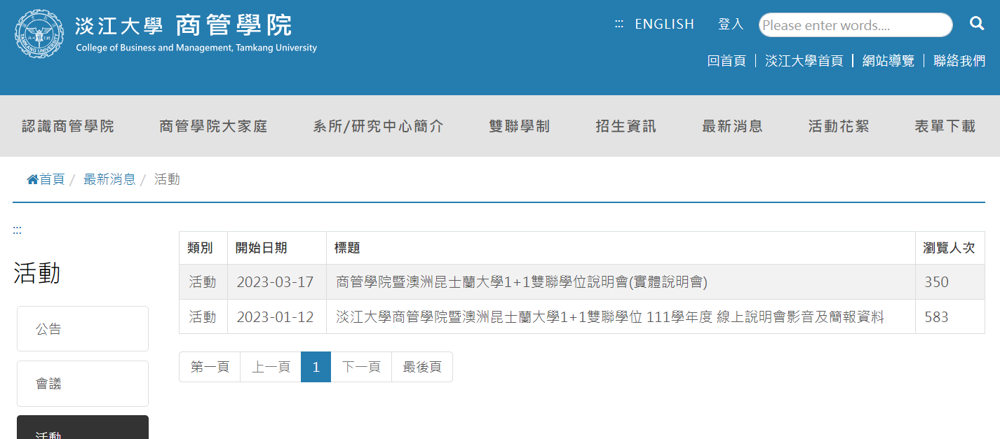 淡江大學 商管學院
College of Business and Management, Tamkang University
::: ENGLISH 登入 Please enter words....
回首頁 淡江大學首頁 網站導覽 聯絡我們
認識商管學院 商管學院大家庭 系所/研究中心簡介 雙聯學制 招生資訊 最新消息 活動花絮 表單下載
首頁 / 最新消息 / 活動
:::
活動
公告
會議
活動
類別 開始日期 標題 瀏覽人次
活動 2023-03-17 商管學院暨澳洲昆士蘭大學1+1雙聯學位說明會(實體說明會) 350
活動 2023-01-12 淡江大學商管學院暨澳洲昆士蘭大學1+1雙聯學位 111學年度 線上說明會影音及簡報資料 583
第一頁 上一頁 1 下一頁 最後頁